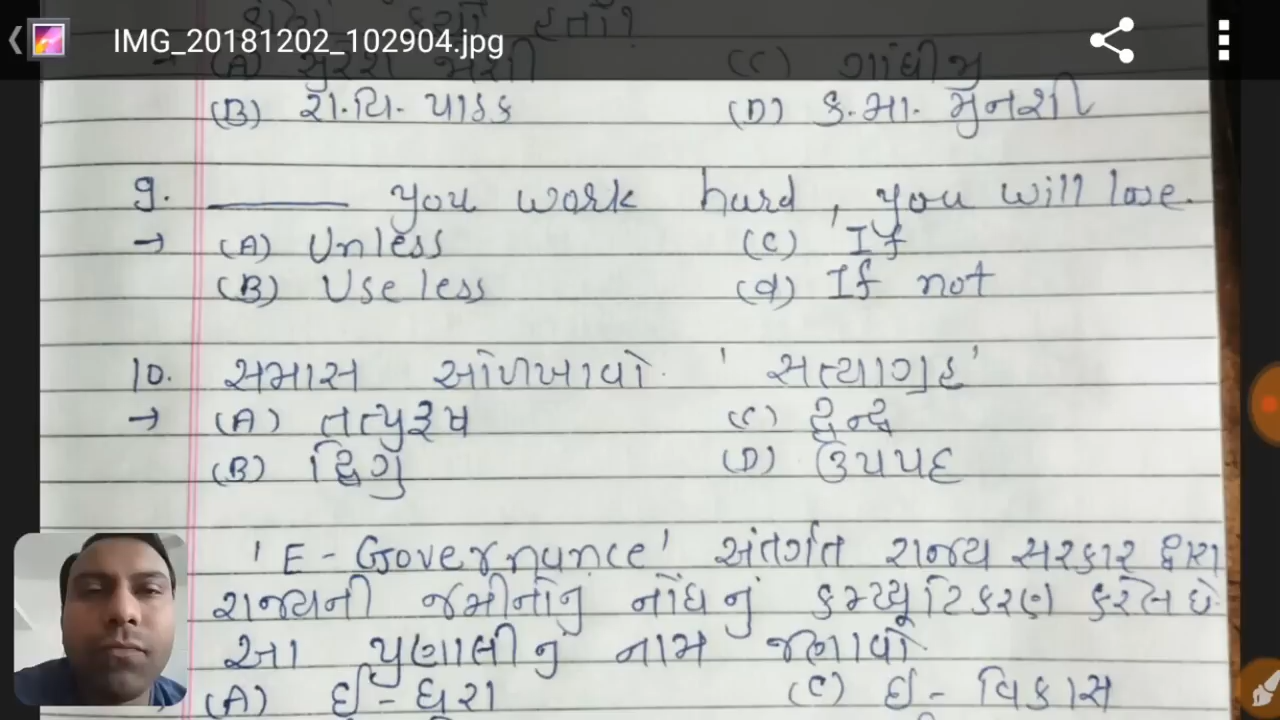 IMG_20181202_102904.jpg
(A) સુરેશ જોશી (C) ગાંધીજી
(B) રા.વિ. પાઠક (D) ક.મા. મુનશી
9. ______ you work hard, you will lose.
→ (A) Unless (C) If
(B) Useless (d) If not
10. સમાસ ઓળખાવો. 'સત્યાગ્રહ'
→ (A) તત્પુરૂષ (C) દ્વન્દ્વ
(B) દ્વિગુ (D) ઉપપદ
'E-Governance' અંતર્ગત રાજ્ય સરકાર દ્વારા
રાજ્યની જમીનોનું નોંધનું કમ્પ્યૂટિકરણ કરેલ છે.
આ પ્રણાલીનું નામ જણાવો.
(A) ઈ-ધરા (C) ઈ-વિકાસ